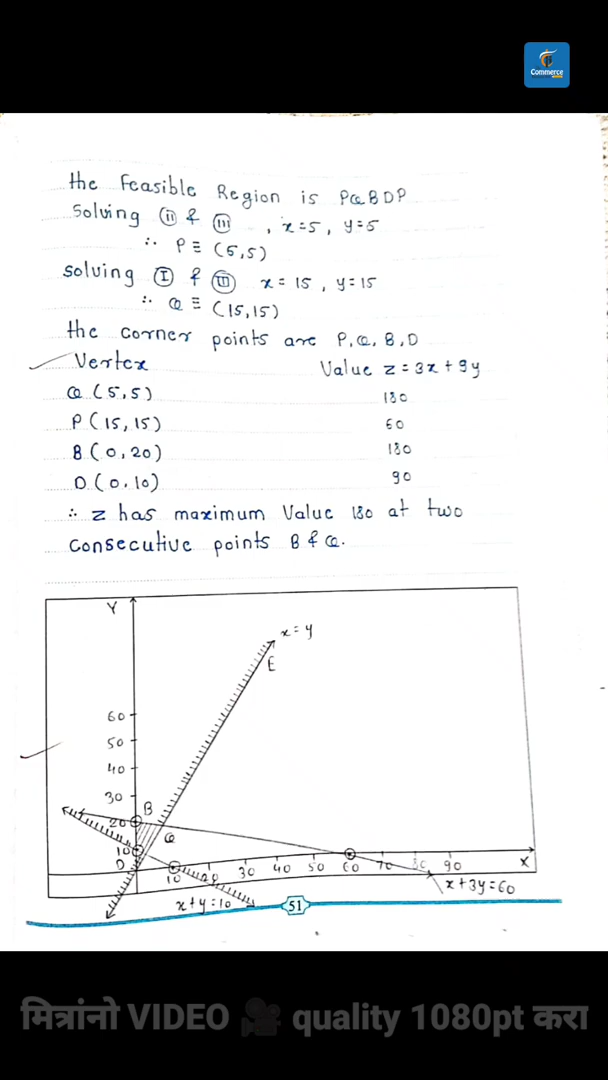 Commerce
the Feasible Region is PQBDP
Solving (ii) & (iii) , x=5, y=5
∴ P ≡ (5,5)
solving (I) & (III) x = 15, y=15
∴ Q ≡ (15,15)
the corner points are P,Q,B,D
Vertex Value z=3x+9y
Q (5,5) 180
P(15,15) 60
B(0,20) 180
D(0,10) 90
∴ z has maximum Value 180 at two
consecutive points B & Q.
Y
x=y
E
60
50
40
30
B
20
Q
10
D
10 20 30 40 50 60 70 80 90 X
x+3y=60
x+y=10
51
मित्रांनो VIDEO 🎥 quality 1080pt करा